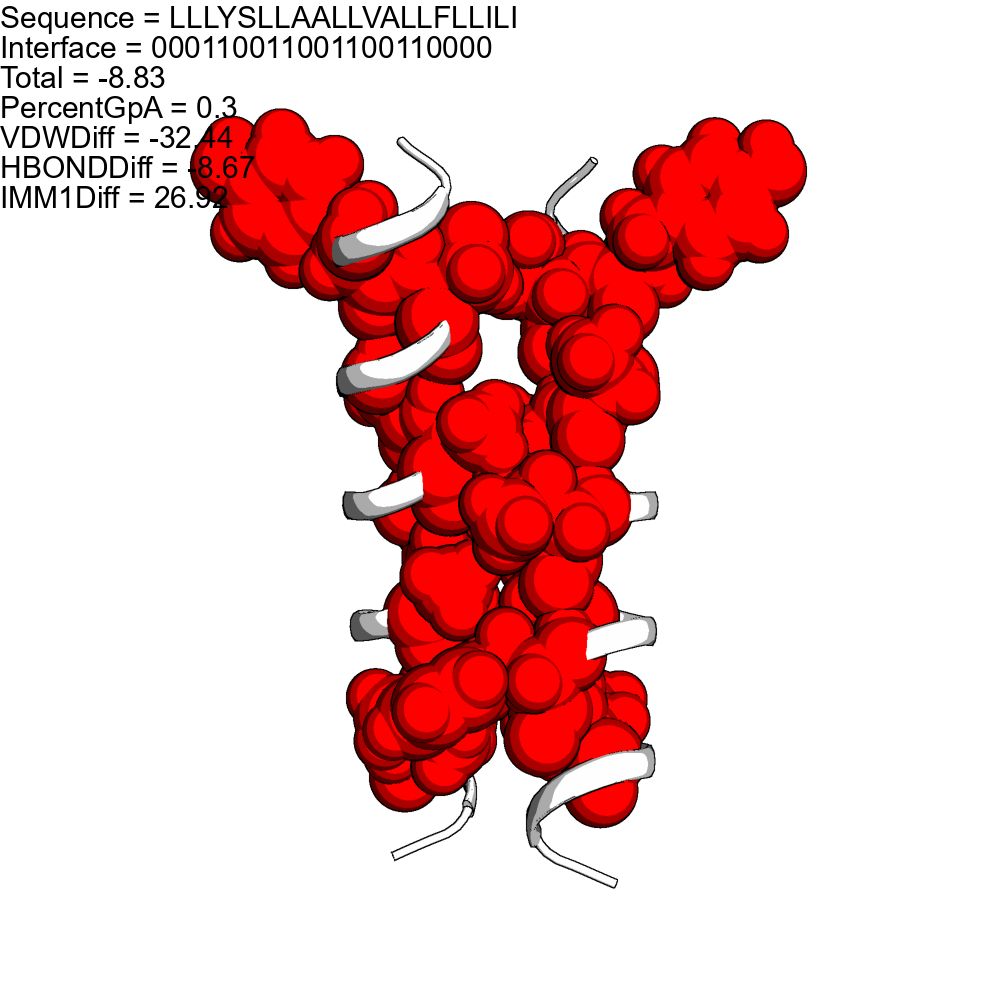 Sequence = LLLYSLLAALLVALLFLLILI
Interface = 000110011001100110000
Total = -8.83
PercentGpA = 0.3
VDWDiff = -32.44
HBONDDiff = -8.67
IMM1Diff = 26.92